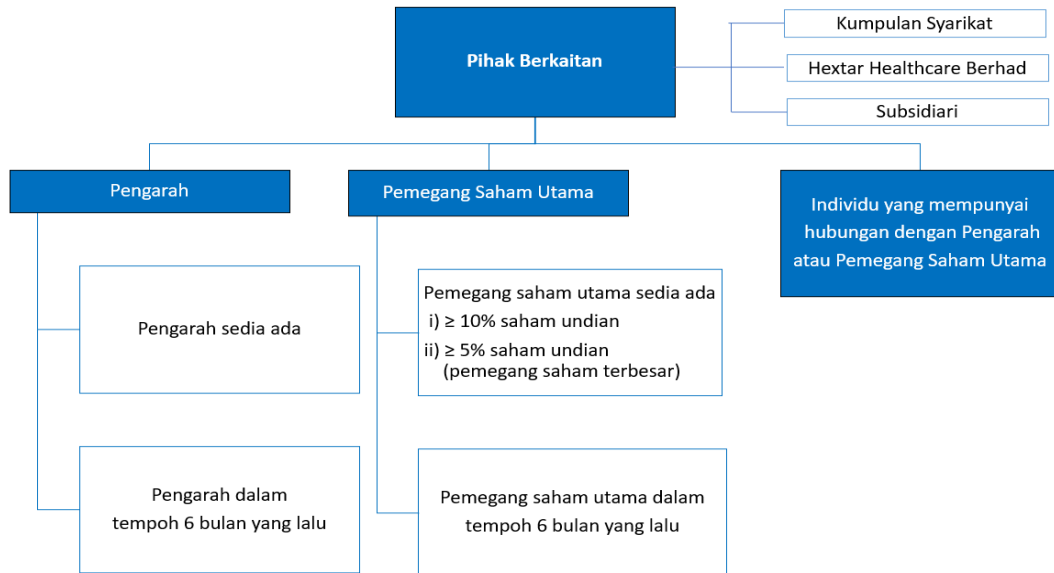 Pihak Berkaitan
Kumpulan Syarikat
Hextar Healthcare Berhad
Subsidiari
Pengarah
Pemegang Saham Utama
Individu yang mempunyai
hubungan dengan Pengarah
atau Pemegang Saham Utama
Pengarah sedia ada
Pemegang saham utama sedia ada
i) ≥ 10% saham undian
ii) ≥ 5% saham undian
(pemegang saham terbesar)
Pengarah dalam
tempoh 6 bulan yang lalu
Pemegang saham utama dalam
tempoh 6 bulan yang lalu